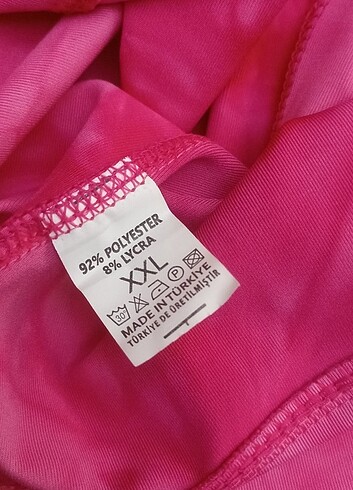 92% POLYESTER
8% LYCRA
XXL
30°
P
MADE IN TÜRKİYE
TÜRKİYE DE ÜRETİLMİŞTİR